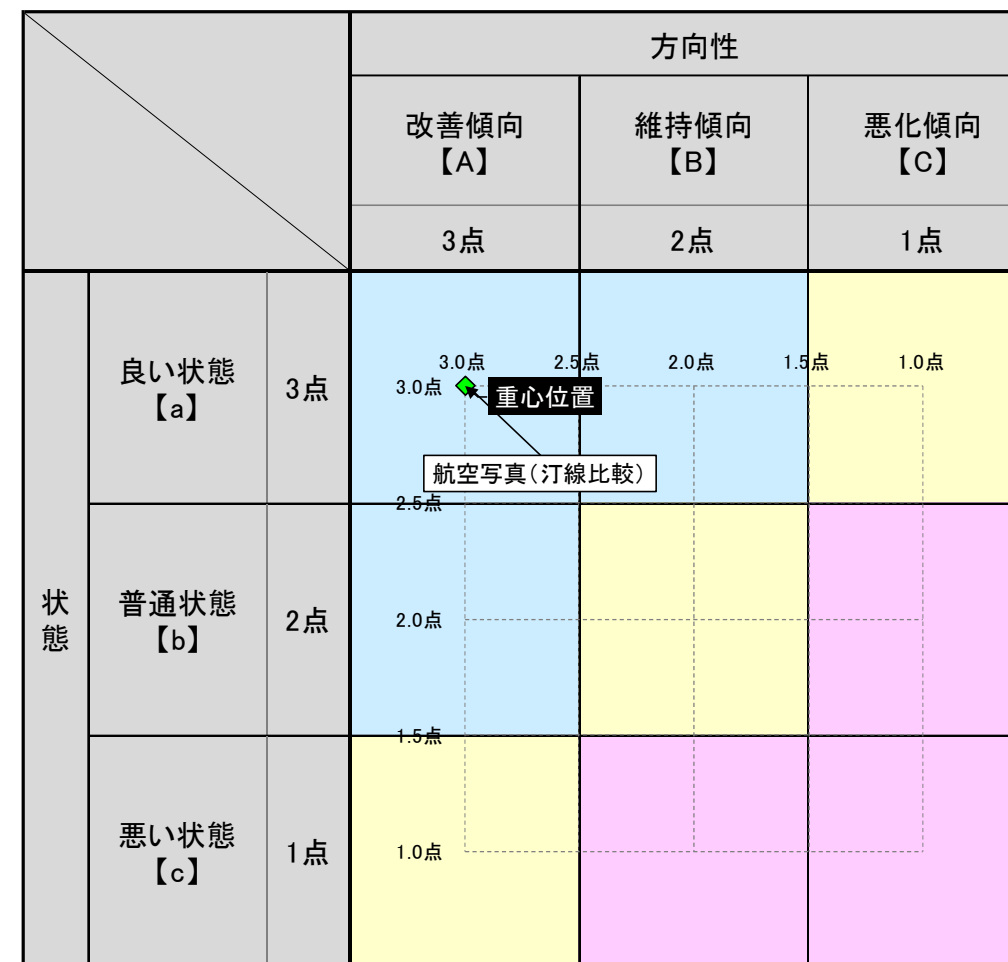 方向性
改善傾向
【A】
維持傾向
【B】
悪化傾向
【C】
3点
2点
1点
状態
良い状態
【a】
3点
3.0点
2.5点
2.0点
1.5点
1.0点
3.0点
重心位置
航空写真(汀線比較)
2.5点
普通状態
【b】
2点
2.0点
1.5点
悪い状態
【c】
1点
1.0点